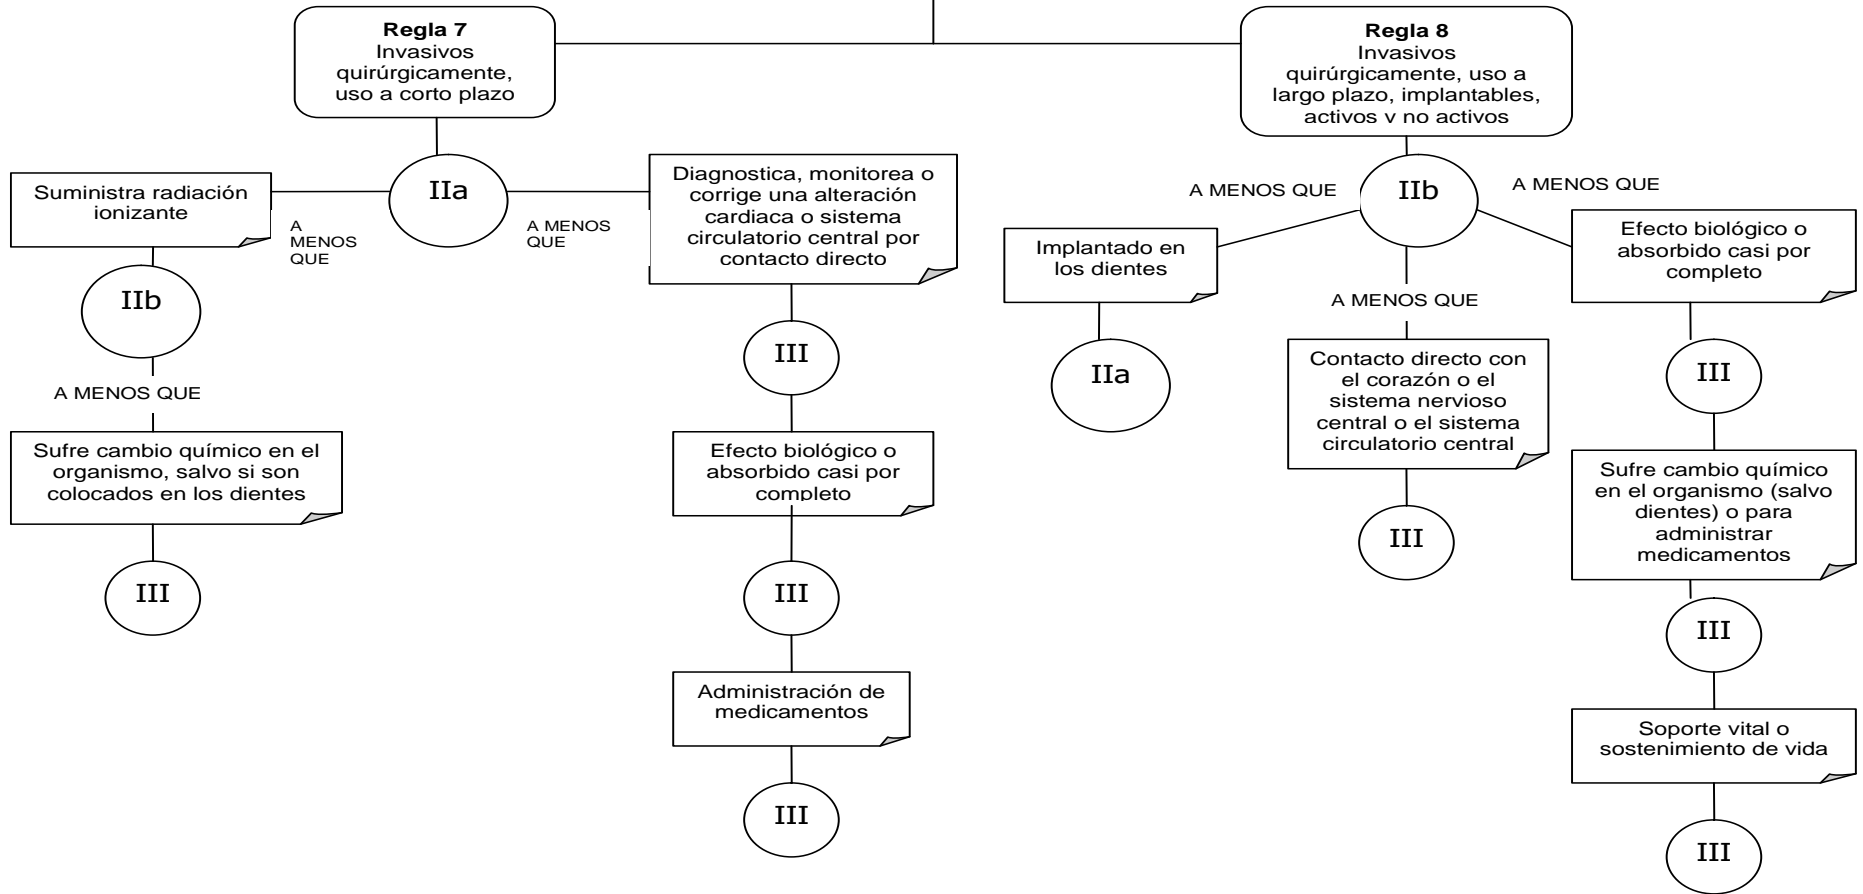 Regla 7
Invasivos
quirúrgicamente,
uso a corto plazo
Regla 8
Invasivos
quirúrgicamente, uso a
largo plazo, implantables,
activos v no activos
Suministra radiación
ionizante
A
MENOS
QUE
IIa
A MENOS
QUE
Diagnostica, monitorea o
corrige una alteración
cardiaca o sistema
circulatorio central por
contacto directo
IIb
A MENOS QUE
Sufre cambio químico en el
organismo, salvo si son
colocados en los dientes
III
III
Efecto biológico o
absorbido casi por
completo
III
Administración de
medicamentos
III
A MENOS QUE
IIb
A MENOS QUE
Implantado en
los dientes
IIa
A MENOS QUE
Contacto directo con
el corazón o el
sistema nervioso
central o el sistema
circulatorio central
III
Efecto biológico o
absorbido casi por
completo
III
Sufre cambio químico
en el organismo (salvo
dientes) o para
administrar
medicamentos
III
Soporte vital o
sostenimiento de vida
III